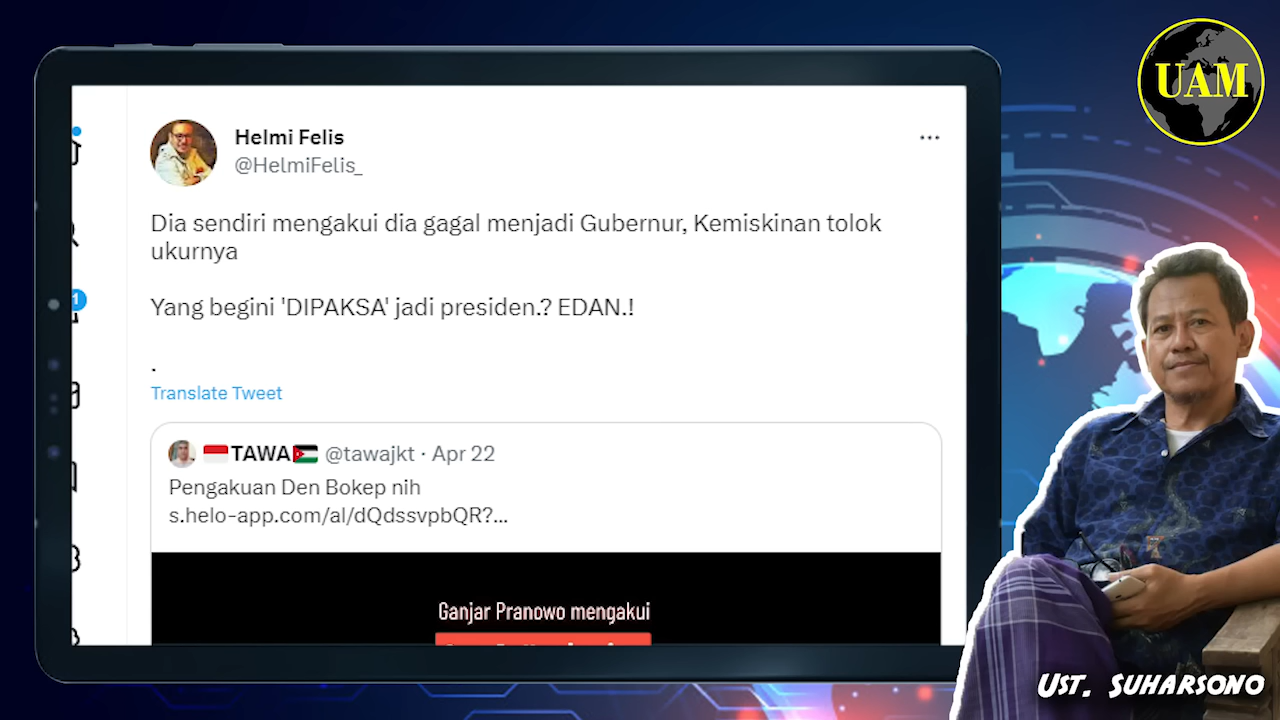 Helmi Felis
@HelmiFelis_
Dia sendiri mengakui dia gagal menjadi Gubernur, Kemiskinan tolok
ukurnya
Yang begini 'DIPAKSA' jadi presiden.? EDAN.!
.
Translate Tweet
TAWA @tawajkt · Apr 22
Pengakuan Den Bokep nih
s.helo-app.com/al/dQdssvpbQR?...
Ganjar Pranowo mengakui
1
UAM
UST. SUHARSONO